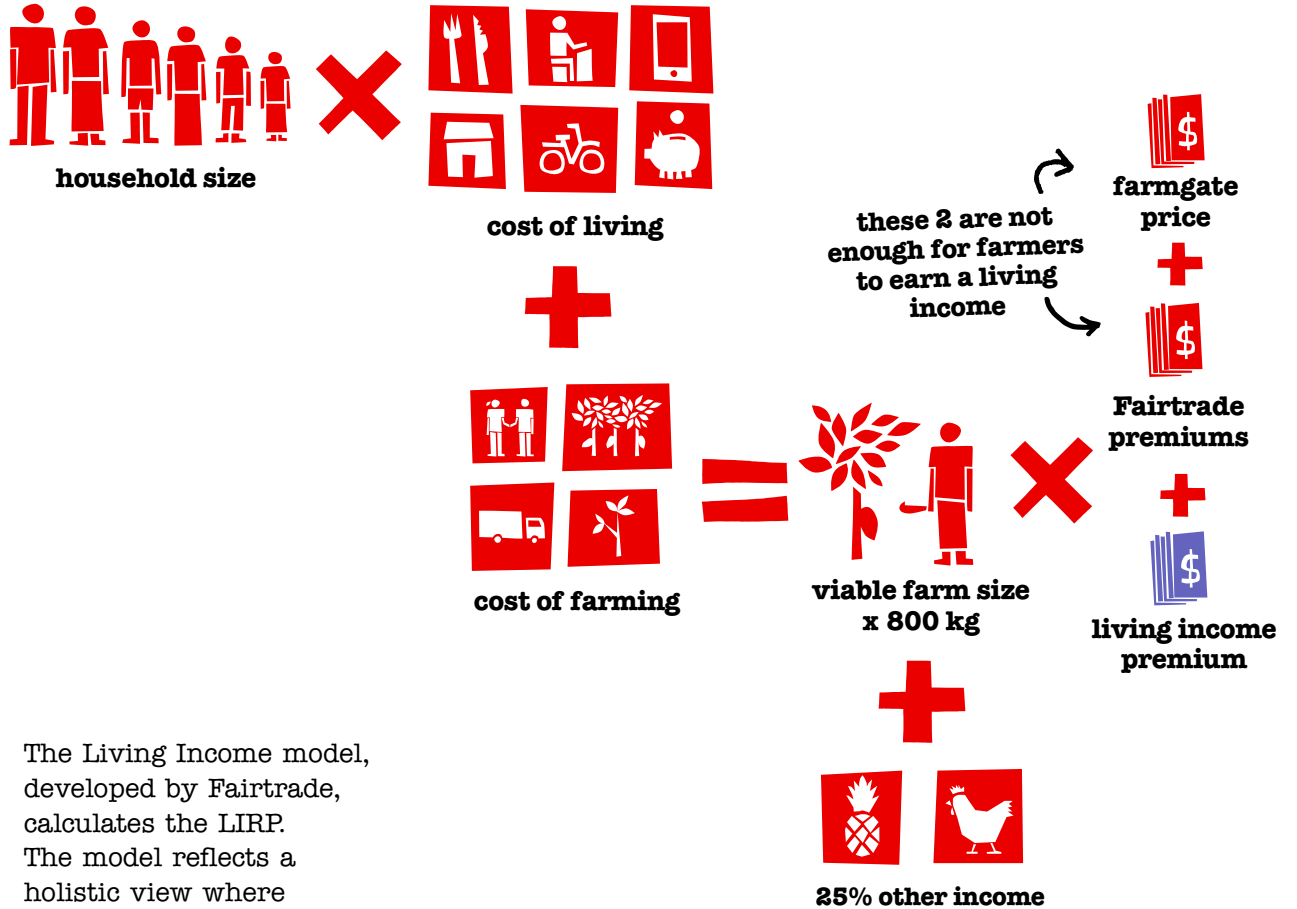 household size
cost of living
these 2 are not
enough for farmers
to earn a living
income
$
farmgate
price
$
Fairtrade
premiums
$
living income
premium
cost of farming
viable farm size
x 800 kg
25% other income
The Living Income model,
developed by Fairtrade,
calculates the LIRP.
The model reflects a
holistic view where